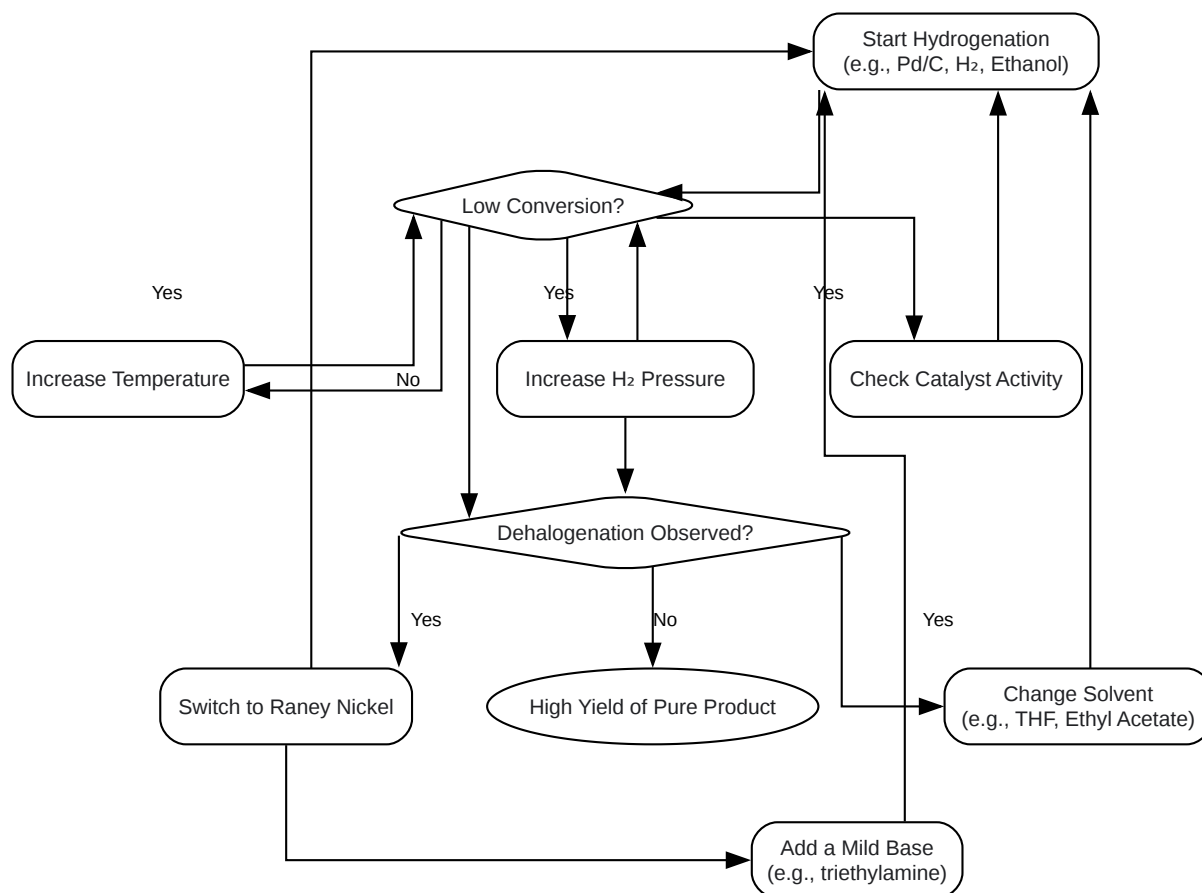 Start Hydrogenation
(e.g., Pd/C, H₂, Ethanol)
Low Conversion?
Yes
Yes
Yes
Increase Temperature
No
Increase H₂ Pressure
Check Catalyst Activity
Dehalogenation Observed?
Yes
No
Yes
Switch to Raney Nickel
High Yield of Pure Product
Change Solvent
(e.g., THF, Ethyl Acetate)
Add a Mild Base
(e.g., triethylamine)